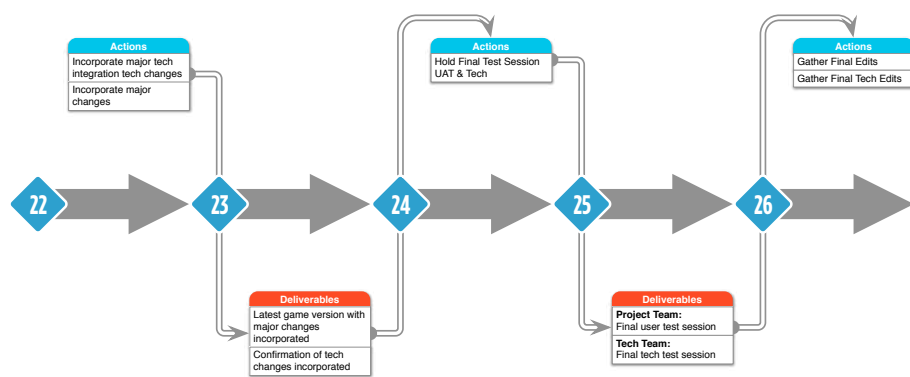 Actions
Incorporate major tech
integration tech changes
Incorporate major
changes
Actions
Hold Final Test Session
UAT & Tech
Actions
Gather Final Edits
Gather Final Tech Edits
22
23
24
25
26
Deliverables
Latest game version with
major changes
incorporated
Confirmation of tech
changes incorporated
Deliverables
Project Team:
Final user test session
Tech Team:
Final tech test session